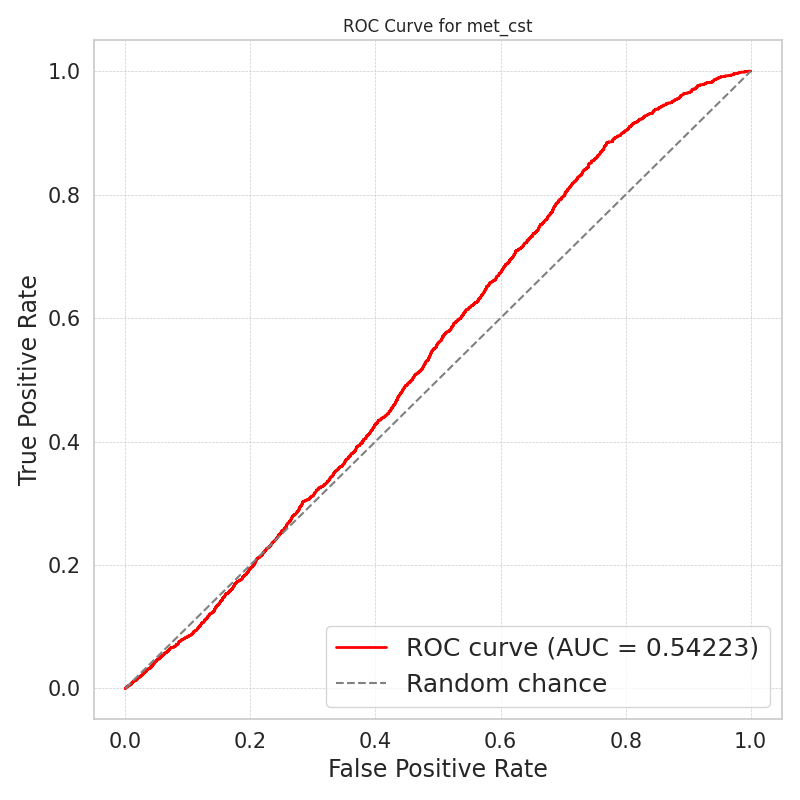 ROC Curve for met_cst
1.0
0.8
0.6
0.4
0.2
0.0
True Positive Rate
ROC curve (AUC = 0.54223)
Random chance
0.0 0.2 0.4 0.6 0.8 1.0
False Positive Rate